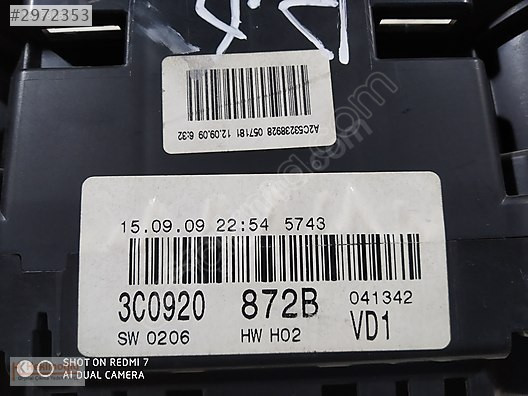 #2972353
A2C53238928 057181 12.09.09 6:32
15.09.09 22:54 5743
3C0920 872B 041342
SW 0206 HW H02 VD1
SHOT ON REDMI 7
AI DUAL CAMERA